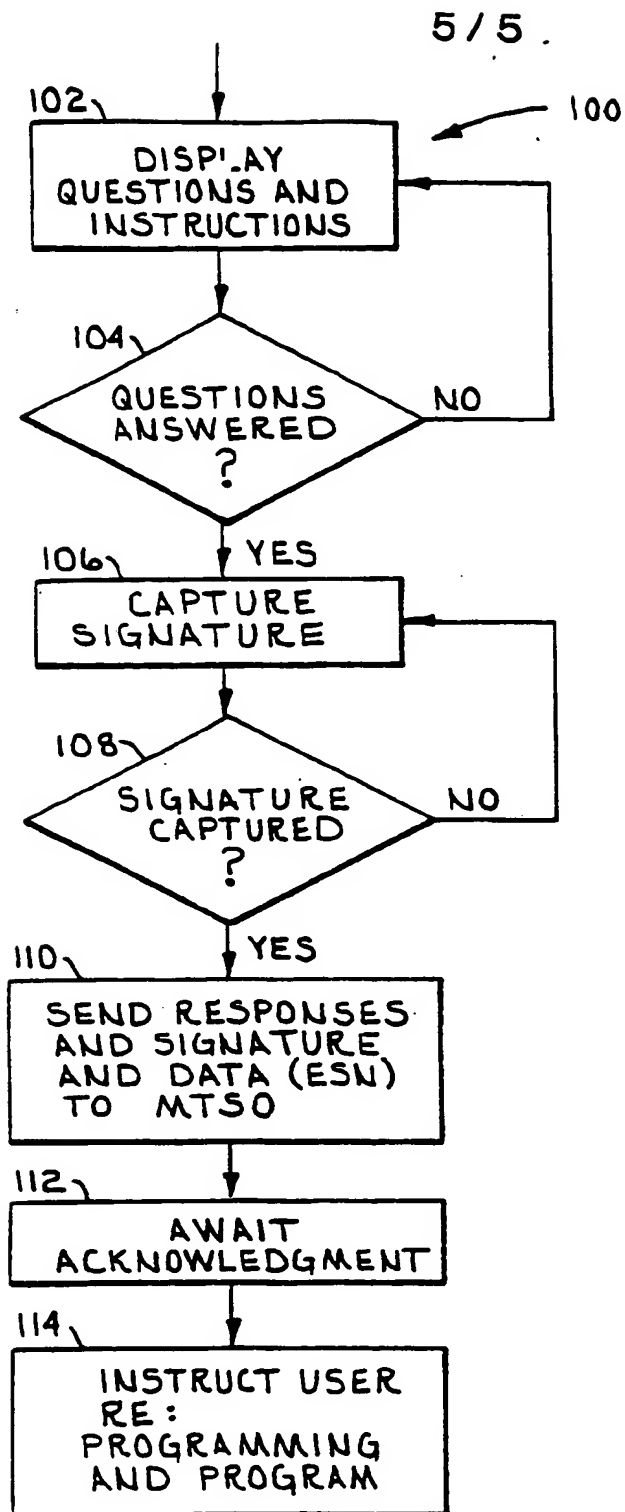 5/5
100
102
DISPLAY
QUESTIONS AND
INSTRUCTIONS
104
QUESTIONS
ANSWERED
?
NO
YES
106
CAPTURE
SIGNATURE
108
SIGNATURE
CAPTURED
?
NO
YES
110
SEND RESPONSES
AND SIGNATURE
AND DATA (ESN)
TO MTSO
112
AWAIT
ACKNOWLEDGMENT
114
INSTRUCT USER
RE:
PROGRAMMING
AND PROGRAM